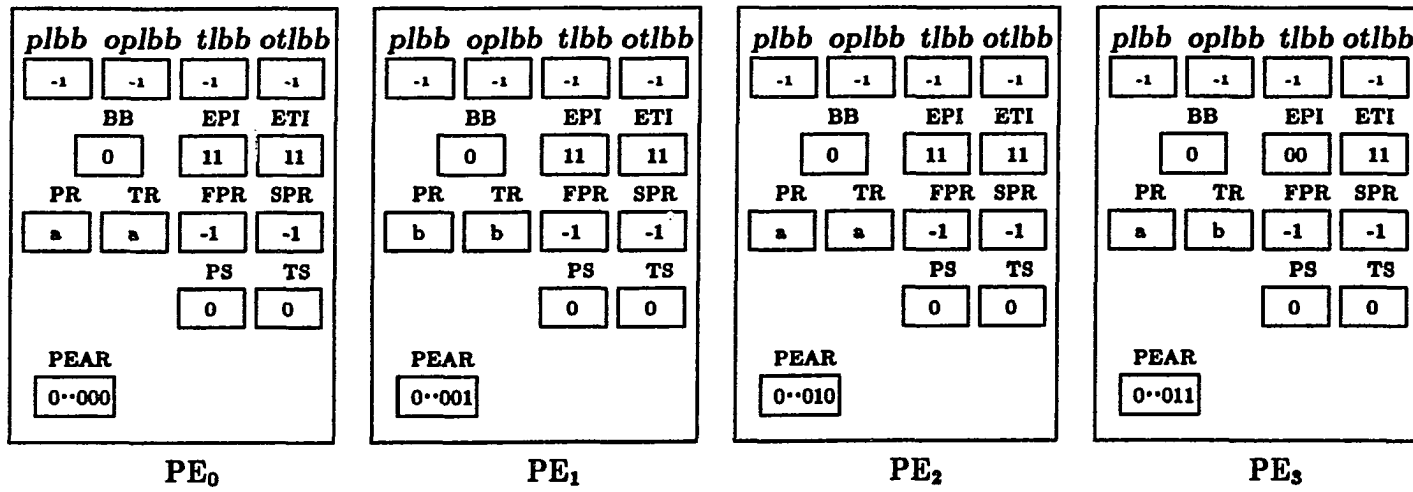 plbb oplbb tlbb otlbb plbb oplbb tlbb otlbb plbb oplbb tlbb otlbb plbb oplbb tlbb otlbb
-1 -1 -1 -1 -1 -1 -1 -1 -1 -1 -1 -1 -1 -1 -1 -1
BB EPI ETI BB EPI ETI BB EPI ETI BB EPI ETI
0 11 11 0 11 11 0 11 11 0 00 11
PR TR FPR SPR PR TR FPR SPR PR TR FPR SPR PR TR FPR SPR
a a -1 -1 b b -1 -1 a a -1 -1 a b -1 -1
PS TS PS TS PS TS PS TS
0 0 0 0 0 0 0 0
PEAR PEAR PEAR PEAR
0··000 0··001 0··010 0··011
PE₀ PE₁ PE₂ PE₃